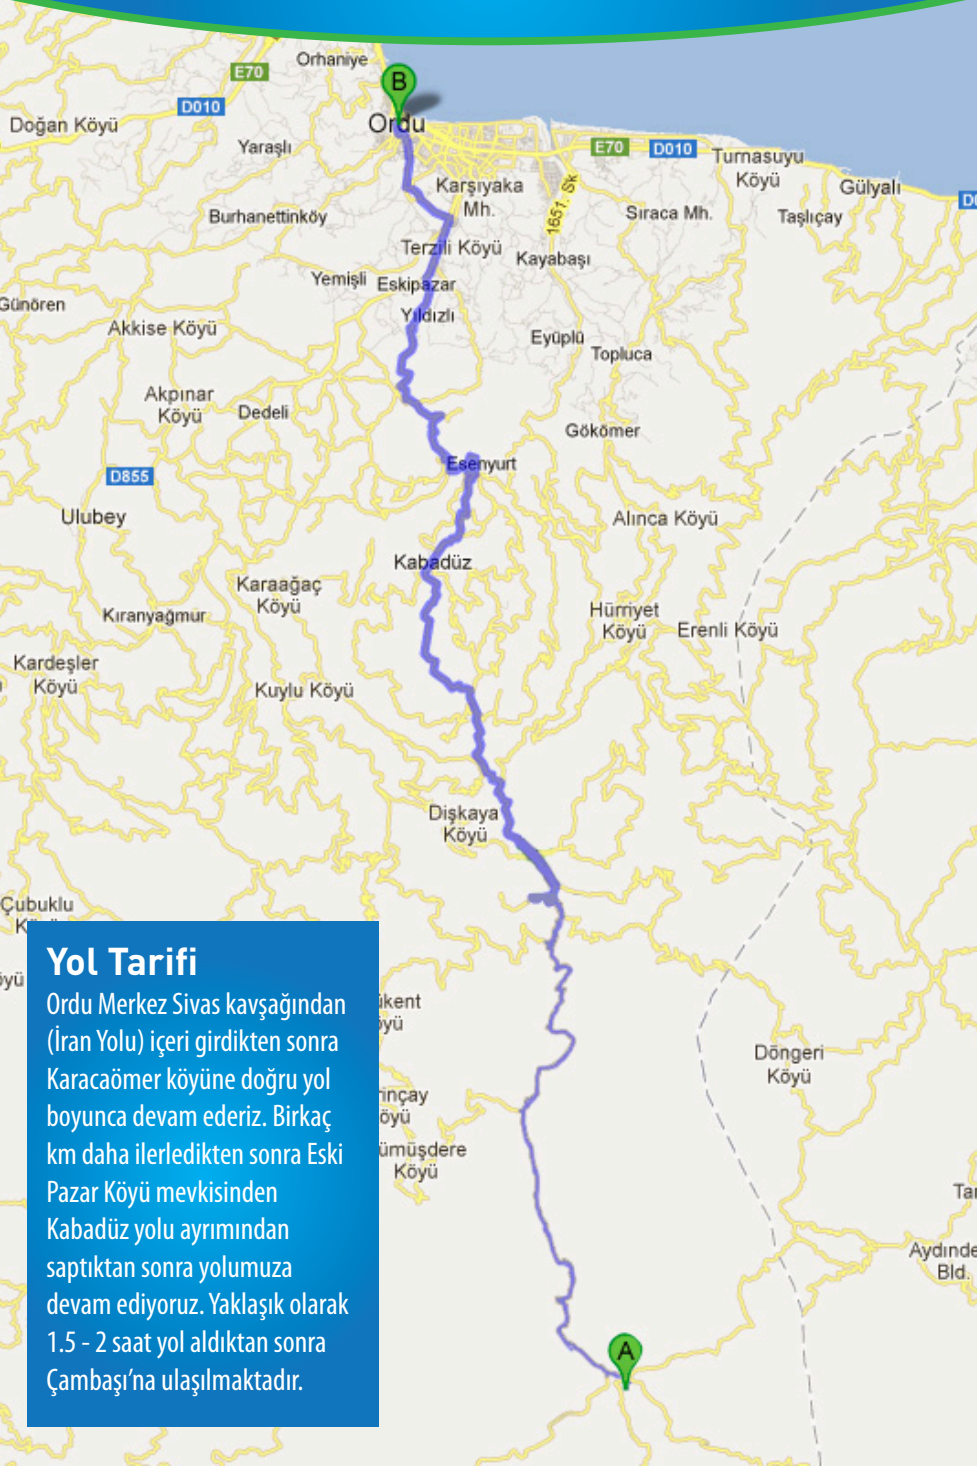 Orhaniye
E70
B
D010
Ordu
Doğan Köyü
Yaraşlı
E70
D010
Turnasuyu
Köyü
Gülyalı
Karşıyaka
Mh.
1651. Sk
Burhanettinköy
Sıraca Mh.
Taşlıçay
Terzili Köyü
Kayabaşı
Yemişli
Eskipazar
Günören
Yıldızlı
Akkise Köyü
Eyüplü
Topluca
Akpınar
Köyü
Dedeli
Gökömer
Esenyurt
D855
Ulubey
Alınca Köyü
Kabadüz
Karaağaç
Köyü
Kıranyağmur
Hürriyet
Köyü
Erenli Köyü
Kardeşler
Köyü
Kuylu Köyü
Dişkaya
Köyü
Çubuklu
Yol Tarifi
Ordu Merkez Sivas kavşağından
(İran Yolu) içeri girdikten sonra
Karacaömer köyüne doğru yol
boyunca devam ederiz. Birkaç
km daha ilerledikten sonra Eski
Pazar Köyü mevkisinden
Kabadüz yolu ayrımından
saptıktan sonra yolumuza
devam ediyoruz. Yaklaşık olarak
1.5 - 2 saat yol aldıktan sonra
Çambaşı’na ulaşılmaktadır.
Döngeri
Köyü
ümüşdere
Köyü
Aydınde
Bld.
A